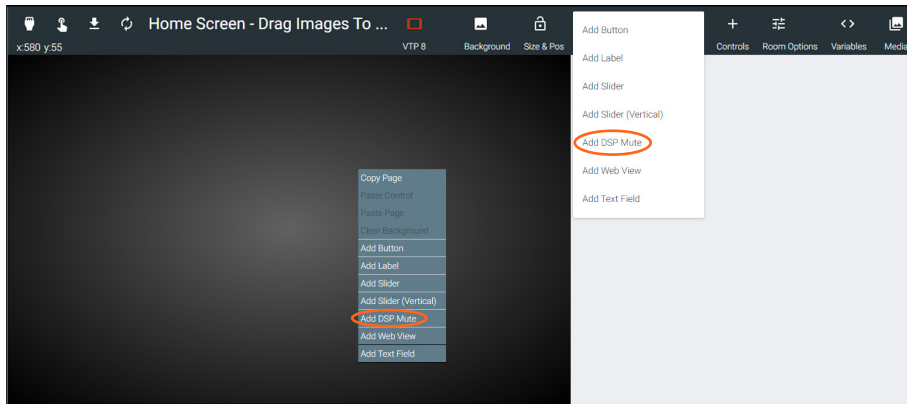 Home Screen - Drag Images To ...
x:580 y:55
VTP 8
Background
Size & Pos
Controls
Room Options
Variables
Media
Add Button
Add Label
Add Slider
Add Slider (Vertical)
Add DSP Mute
Add Web View
Add Text Field
Copy Page
Paste Control
Paste Page
Clear Background
Add Button
Add Label
Add Slider
Add Slider (Vertical)
Add DSP Mute
Add Web View
Add Text Field